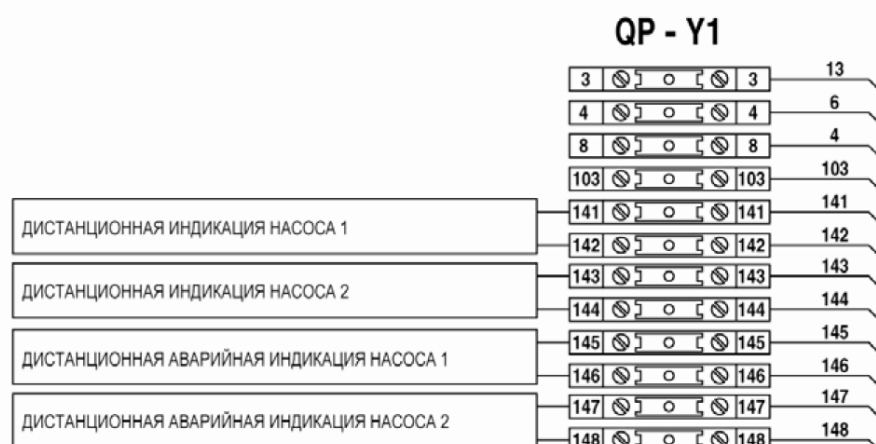 QP - Y1
3 3 13
4 4 6
8 8 4
103 103 103
141 141 141
ДИСТАНЦИОННАЯ ИНДИКАЦИЯ НАСОСА 1
142 142 142
143 143 143
ДИСТАНЦИОННАЯ ИНДИКАЦИЯ НАСОСА 2
144 144 144
145 145 145
ДИСТАНЦИОННАЯ АВАРИЙНАЯ ИНДИКАЦИЯ НАСОСА 1
146 146 146
147 147 147
ДИСТАНЦИОННАЯ АВАРИЙНАЯ ИНДИКАЦИЯ НАСОСА 2
148 148 148